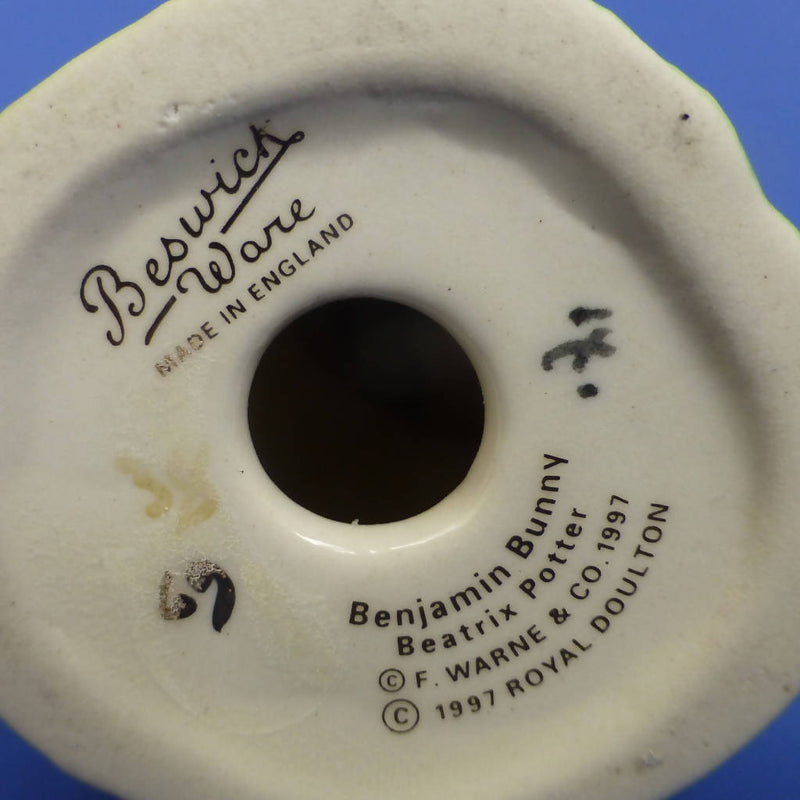 Beswick
Ware
MADE IN ENGLAND
Benjamin Bunny
Beatrix Potter
© F. WARNE & CO. 1997
© 1997 ROYAL DOULTON